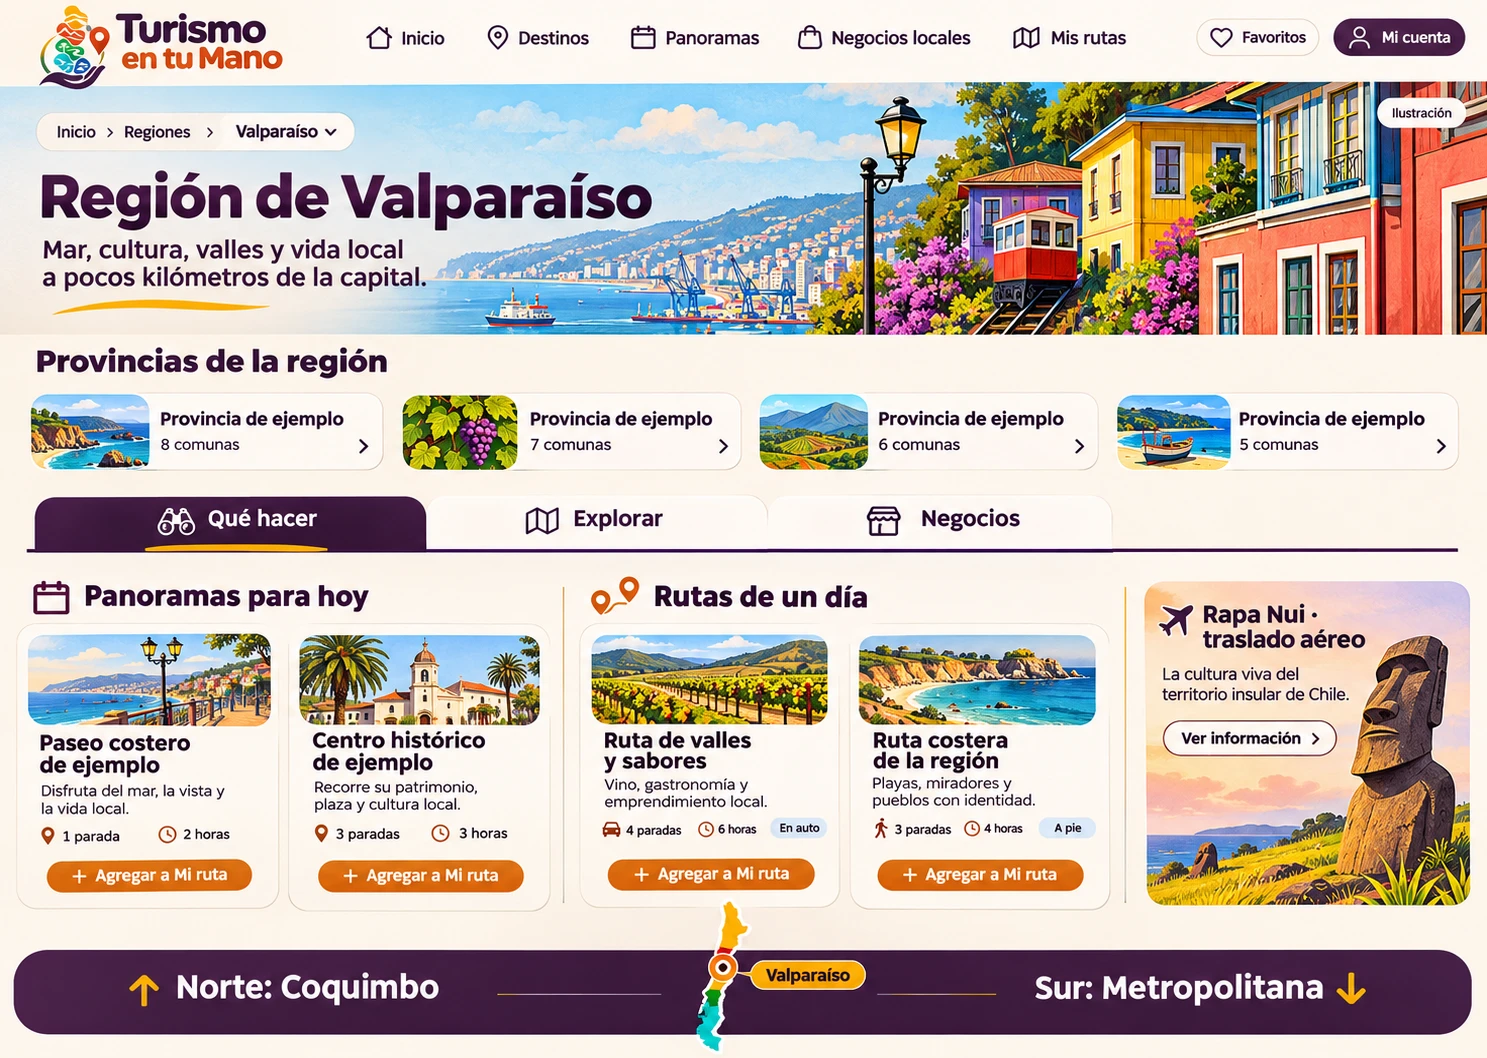 Turismo
en tu Mano
Inicio
Destinos
Panoramas
Negocios locales
Mis rutas
Favoritos
Mi cuenta
Inicio > Regiones > Valparaíso
Ilustración
Región de Valparaíso
Mar, cultura, valles y vida local
a pocos kilómetros de la capital.
Provincias de la región
Provincia de ejemplo
8 comunas
Provincia de ejemplo
7 comunas
Provincia de ejemplo
6 comunas
Provincia de ejemplo
5 comunas
Qué hacer
Explorar
Negocios
Panoramas para hoy
Paseo costero
de ejemplo
Disfruta del mar, la vista y
la vida local.
1 parada
2 horas
+ Agregar a Mi ruta
Centro histórico
de ejemplo
Recorre su patrimonio,
plaza y cultura local.
3 paradas
3 horas
+ Agregar a Mi ruta
Rutas de un día
Ruta de valles
y sabores
Vino, gastronomía y
emprendimiento local.
4 paradas
6 horas
En auto
+ Agregar a Mi ruta
Ruta costera
de la región
Playas, miradores y
pueblos con identidad.
3 paradas
4 horas
A pie
+ Agregar a Mi ruta
Rapa Nui ·
traslado aéreo
La cultura viva del
territorio insular de Chile.
Ver información >
Norte: Coquimbo
Valparaíso
Sur: Metropolitana